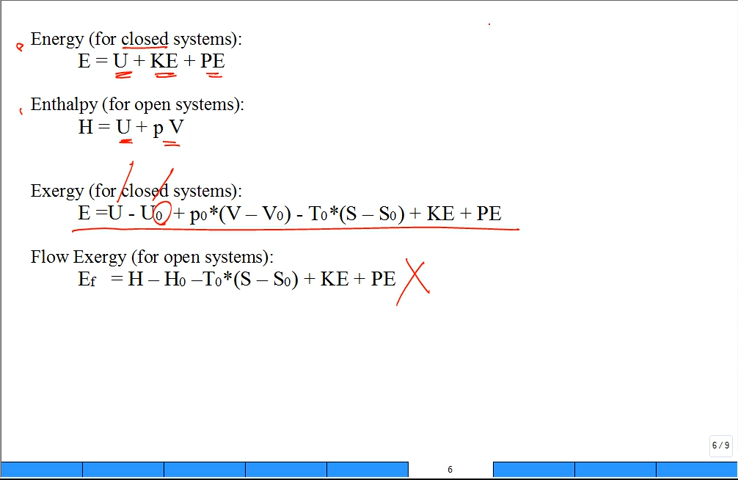 Energy (for closed systems):
E = U + KE + PE
Enthalpy (for open systems):
H = U + p V
Exergy (for closed systems):
E =U - U₀ + p₀*(V – V₀) - T₀*(S – S₀) + KE + PE
Flow Exergy (for open systems):
Ef = H – H₀ –T₀*(S – S₀) + KE + PE
6 / 9
6